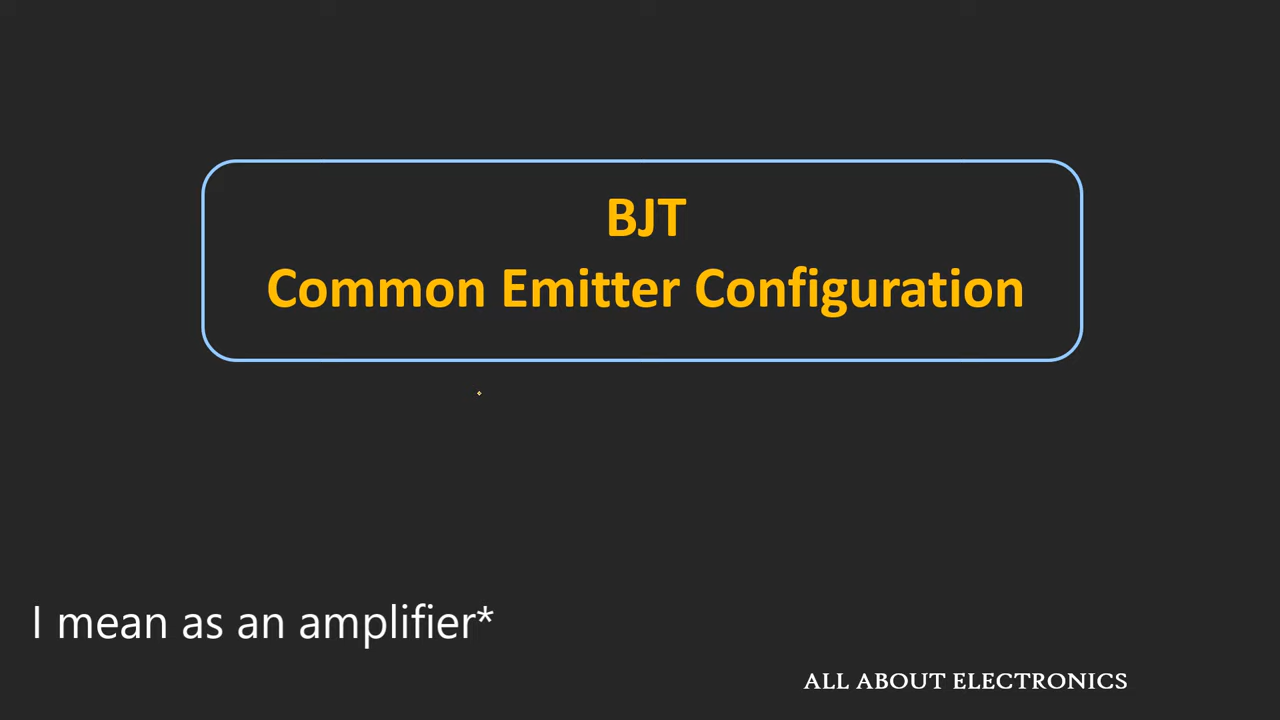 BJT
Common Emitter Configuration
I mean as an amplifier*
ALL ABOUT ELECTRONICS